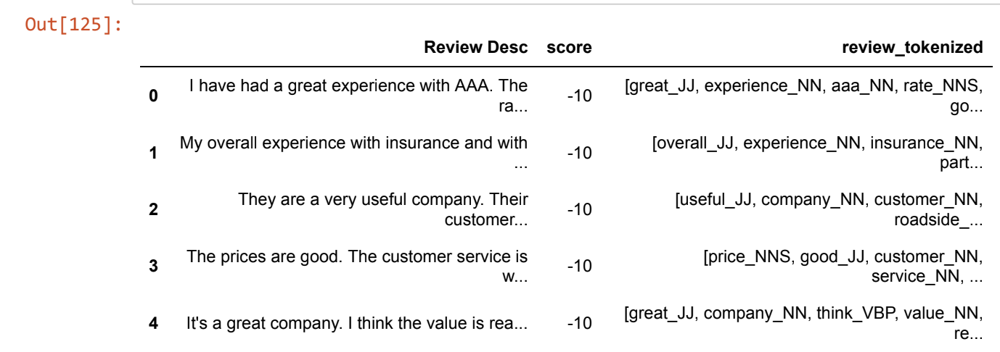 Out[125]:
Review Desc score review_tokenized
0 I have had a great experience with AAA. The ra... -10 [great_JJ, experience_NN, aaa_NN, rate_NNS, go...
1 My overall experience with insurance and with ... -10 [overall_JJ, experience_NN, insurance_NN, part...
2 They are a very useful company. Their customer... -10 [useful_JJ, company_NN, customer_NN, roadside_...
3 The prices are good. The customer service is w... -10 [price_NNS, good_JJ, customer_NN, service_NN, ...
4 It's a great company. I think the value is rea... -10 [great_JJ, company_NN, think_VBP, value_NN, re...